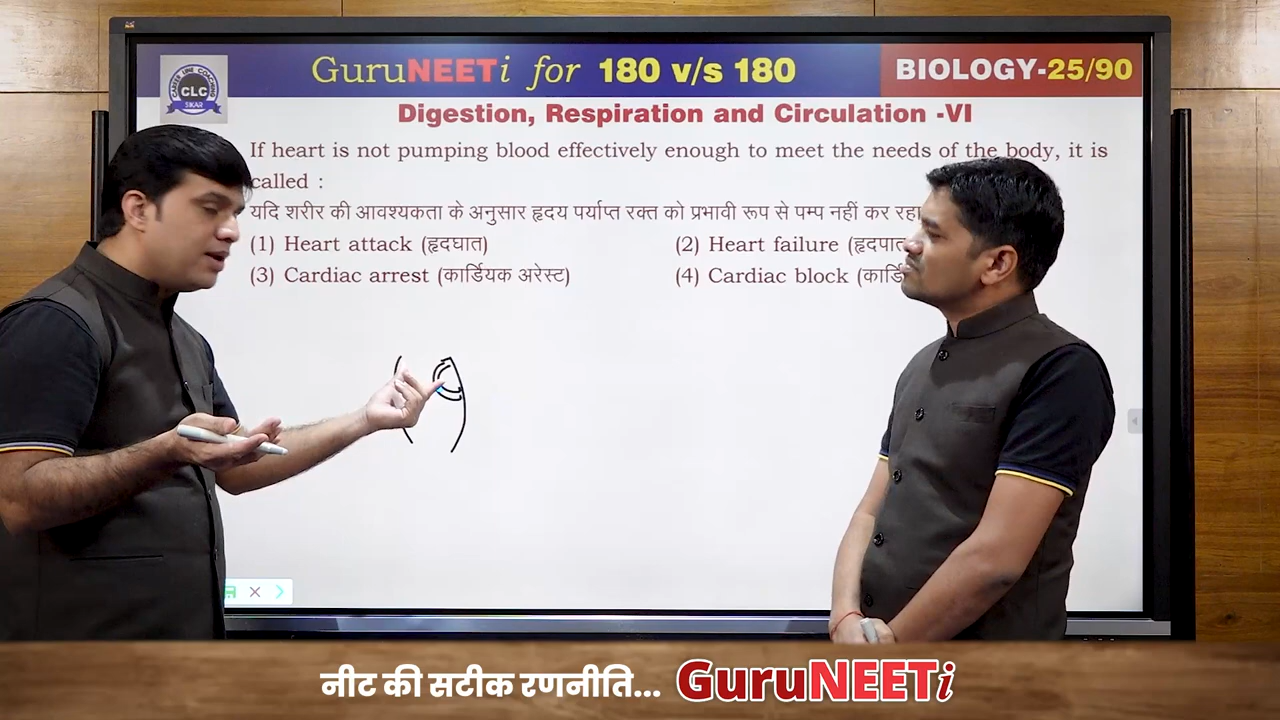 GuruNEETi for 180 v/s 180
BIOLOGY-25/90
CAREER LINE COACHING
CLC
SIKAR
Digestion, Respiration and Circulation -VI
If heart is not pumping blood effectively enough to meet the needs of the body, it is
called :
यदि शरीर की आवश्यकता के अनुसार हृदय पर्याप्त रक्त को प्रभावी रूप से पम्प नहीं कर
(1) Heart attack (हृदघात)
(2) Heart failure
(3) Cardiac arrest (कार्डियक अरेस्ट)
(4) Cardiac block
नीट की सटीक रणनीति... GuruNEETi